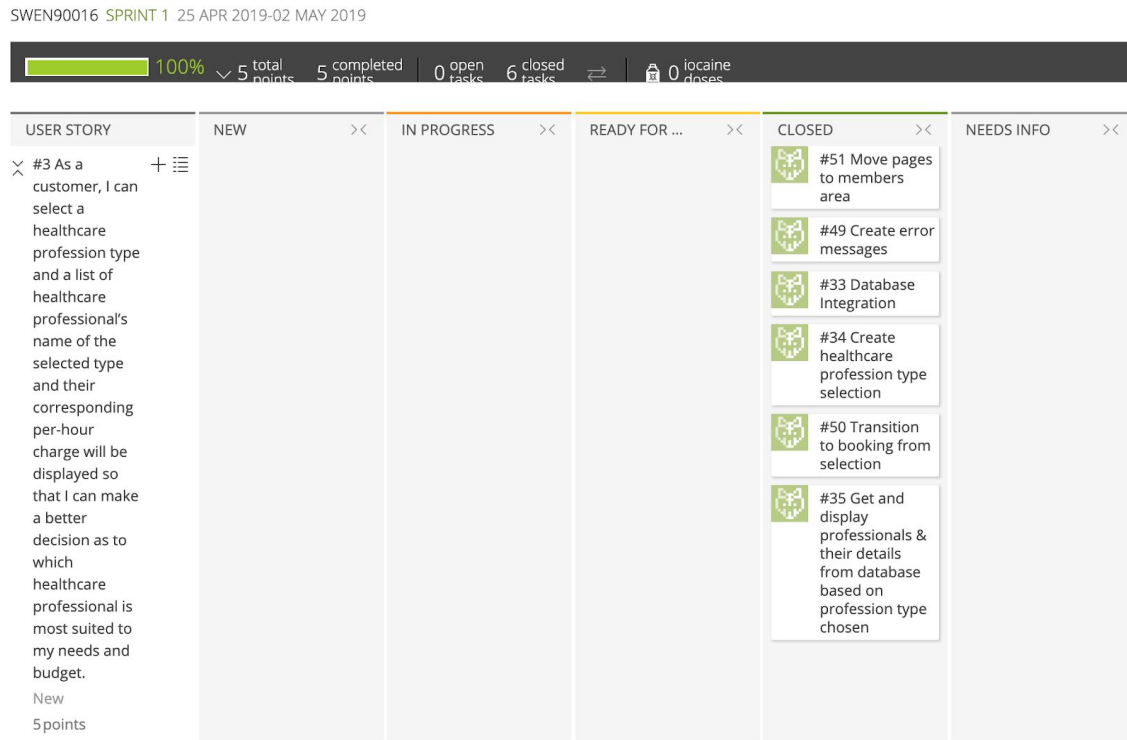 SWEN90016 SPRINT 1 25 APR 2019-02 MAY 2019
100% 5 total points 5 completed points 0 open tasks 6 closed tasks 0 iocaine doses
USER STORY NEW IN PROGRESS READY FOR ... CLOSED NEEDS INFO
#3 As a
customer, I can
select a
healthcare
profession type
and a list of
healthcare
professional’s
name of the
selected type
and their
corresponding
per-hour
charge will be
displayed so
that I can make
a better
decision as to
which
healthcare
professional is
most suited to
my needs and
budget.
New
5 points
#51 Move pages
to members
area
#49 Create error
messages
#33 Database
Integration
#34 Create
healthcare
profession type
selection
#50 Transition
to booking from
selection
#35 Get and
display
professionals &
their details
from database
based on
profession type
chosen